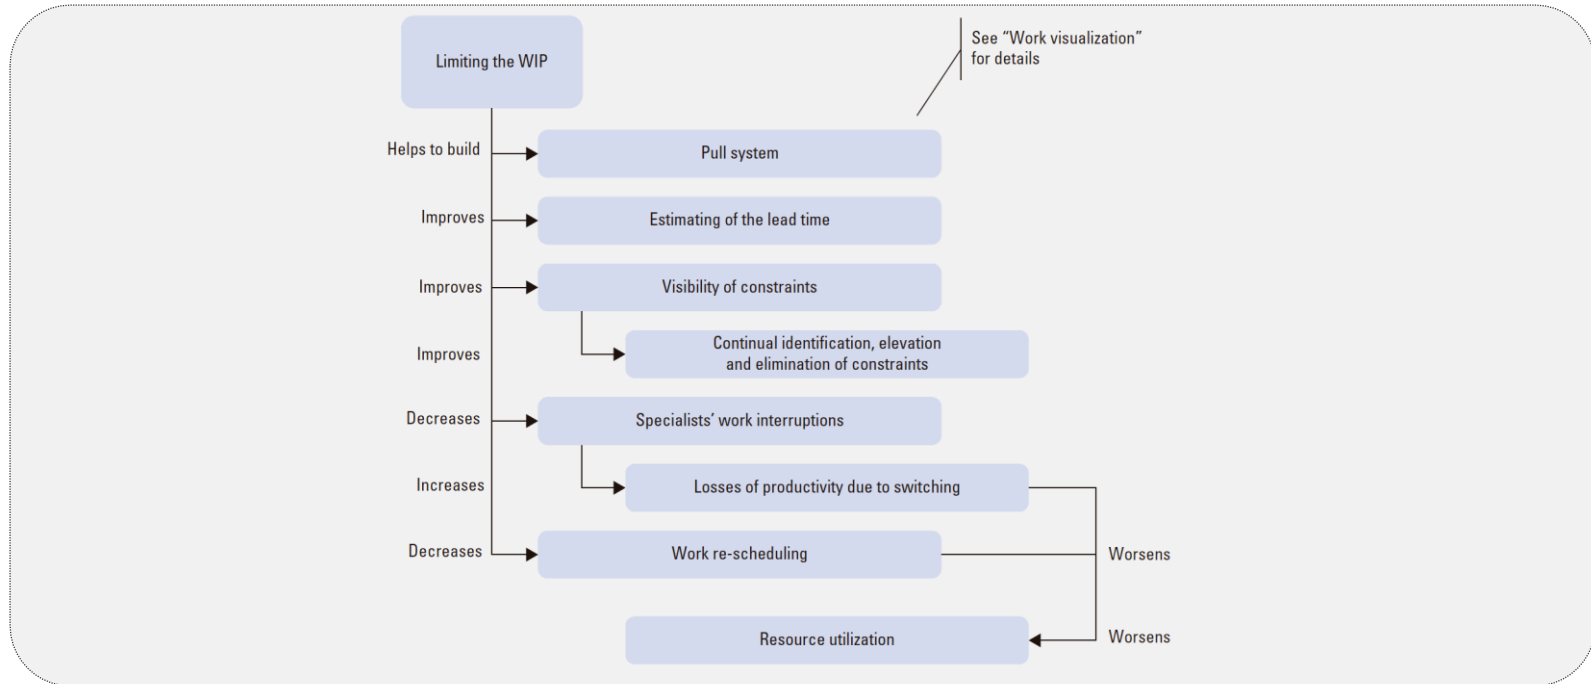 Limiting the WIP
See “Work visualization”
for details
Helps to build
Pull system
Improves
Estimating of the lead time
Improves
Visibility of constraints
Improves
Continual identification, elevation
and elimination of constraints
Decreases
Specialists’ work interruptions
Increases
Losses of productivity due to switching
Decreases
Work re-scheduling
Worsens
Resource utilization
Worsens